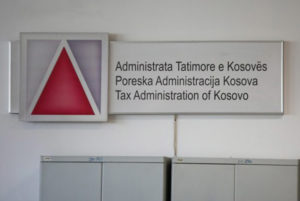 Administrata Tatimore e Kosovës
Poreska Administracija Kosova
Tax Administration of Kosovo